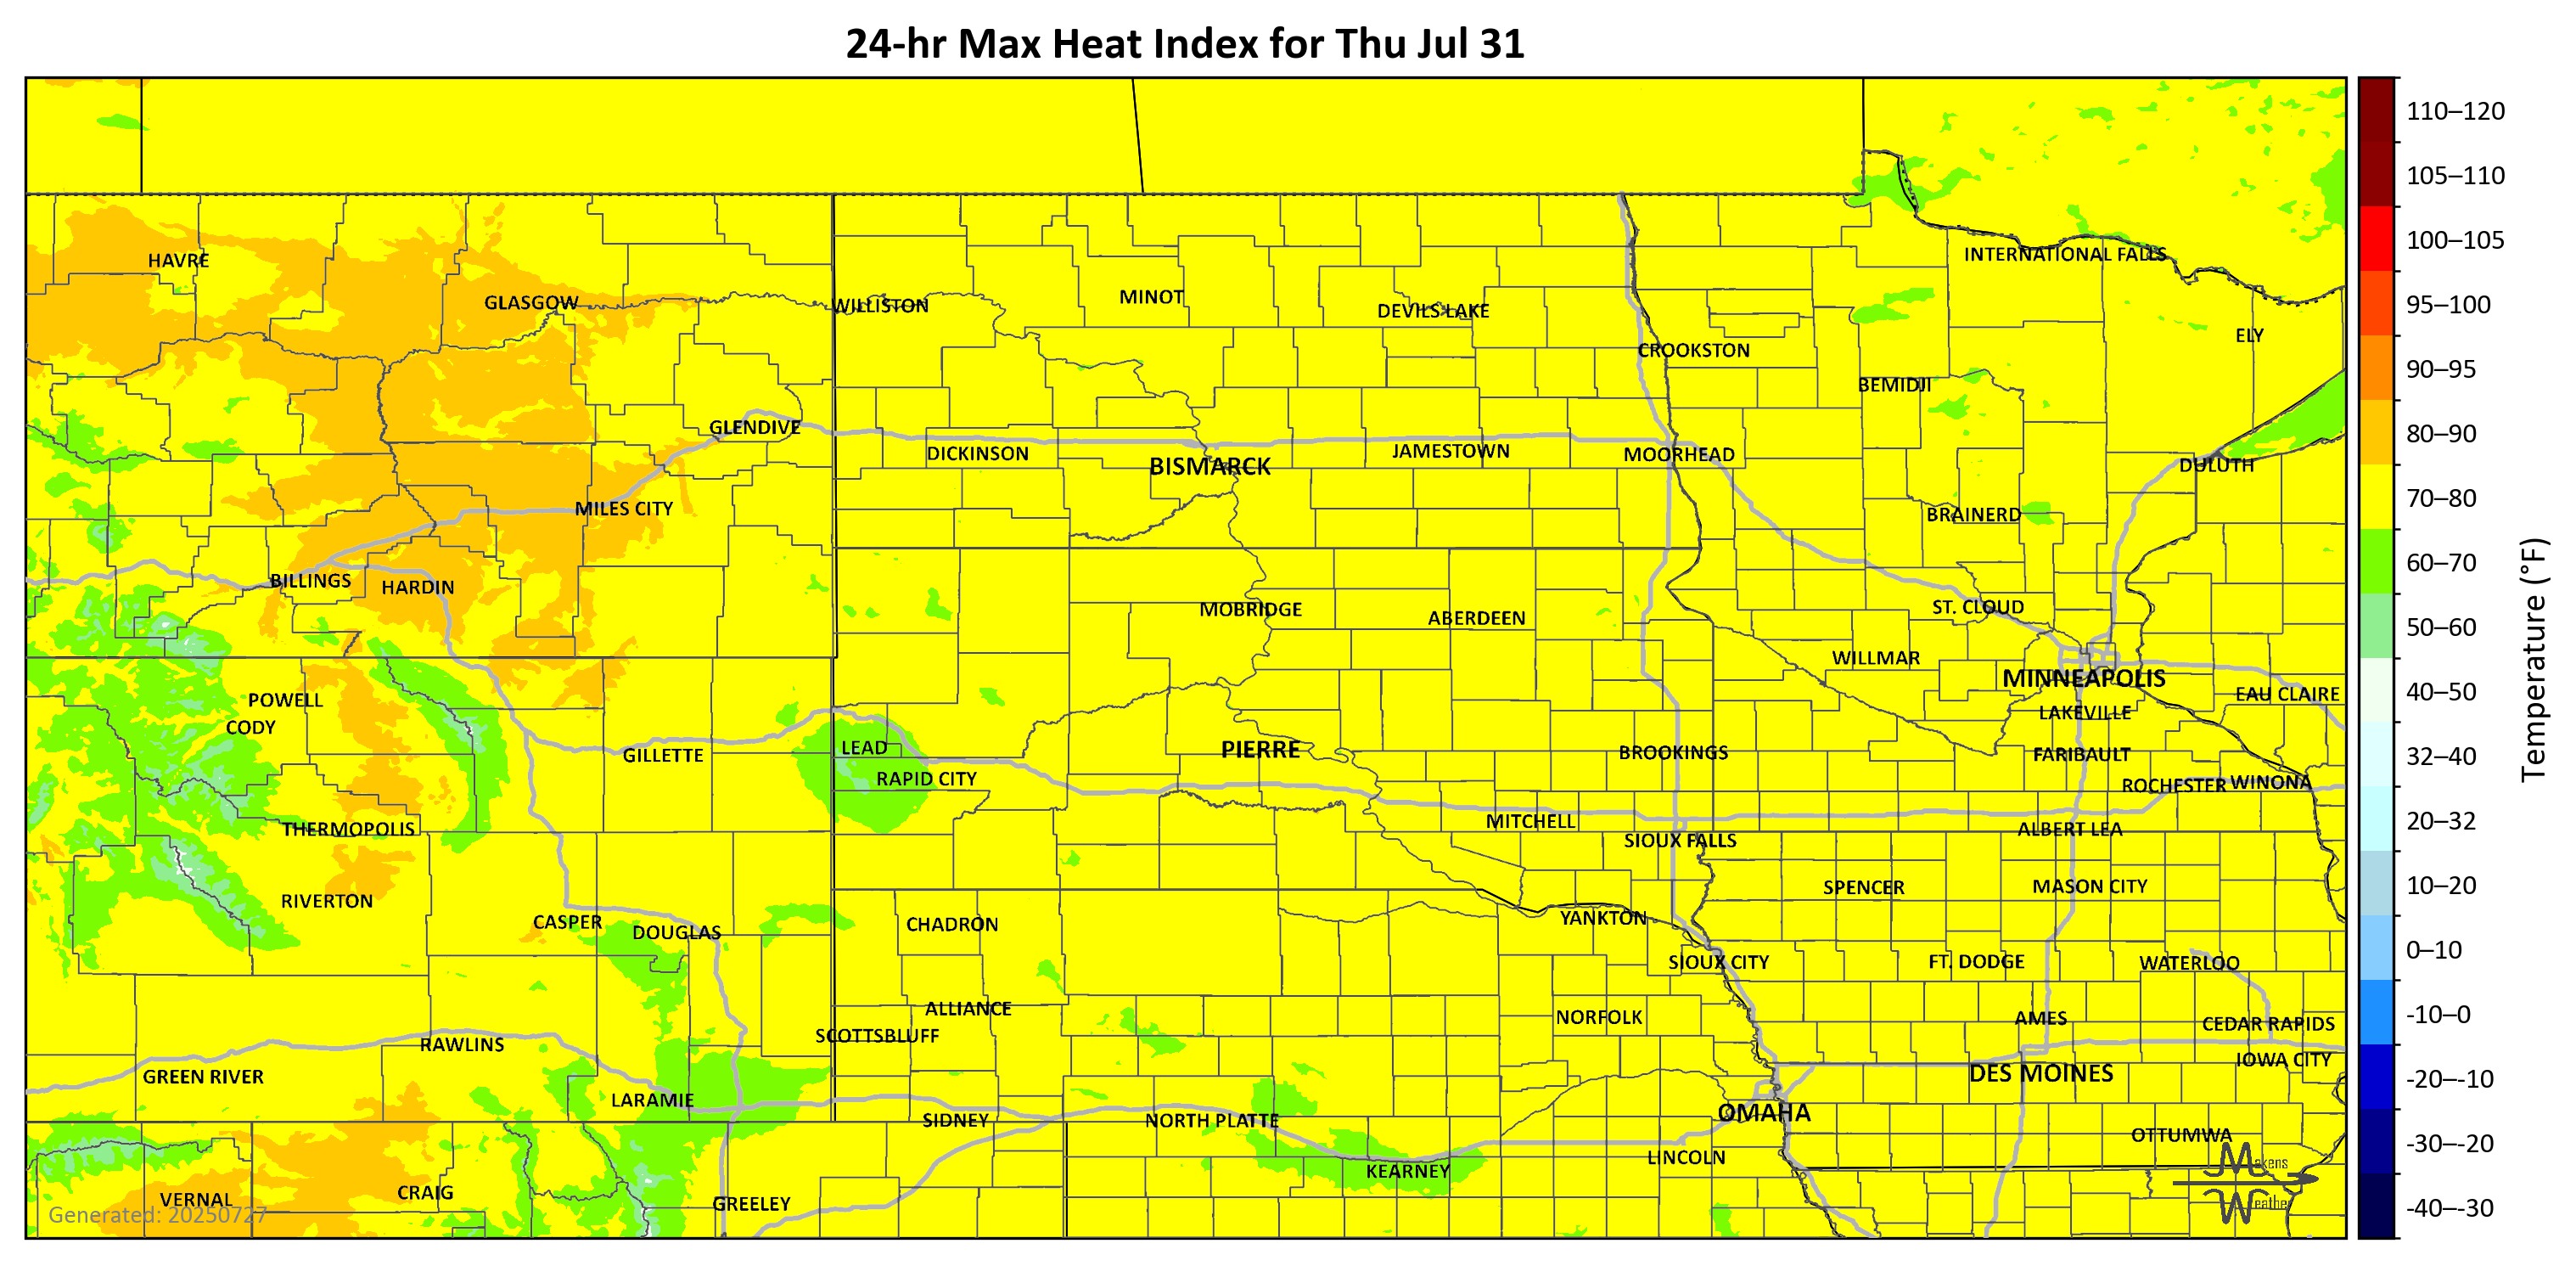 24-hr Max Heat Index for Thu Jul 31
110–120
105–110
100–105
95–100
90–95
80–90
70–80
60–70
50–60
40–50
32–40
20–32
10–20
0–10
-10–0
-20–-10
-30–-20
-40–-30
Temperature (°F)
HAVRE
INTERNATIONAL FALLS
GLASGOW
WILLISTON
MINOT
DEVILS LAKE
ELY
CROOKSTON
BEMIDJI
GLENDIVE
DICKINSON
BISMARCK
JAMESTOWN
MOORHEAD
DULUTH
MILES CITY
BRAINERD
BILLINGS
HARDIN
MOBRIDGE
ABERDEEN
ST. CLOUD
WILLMAR
MINNEAPOLIS
POWELL
EAU CLAIRE
CODY
LAKEVILLE
GILLETTE
LEAD
PIERRE
BROOKINGS
FARIBAULT
RAPID CITY
ROCHESTER
WINONA
THERMOPOLIS
MITCHELL
SIOUX FALLS
ALBERT LEA
RIVERTON
SPENCER
MASON CITY
CASPER
DOUGLAS
CHADRON
YANKTON
SIOUX CITY
FT. DODGE
WATERLOO
ALLIANCE
NORFOLK
AMES
CEDAR RAPIDS
RAWLINS
SCOTTSBLUFF
IOWA CITY
GREEN RIVER
DES MOINES
LARAMIE
SIDNEY
NORTH PLATTE
OMAHA
OTTUMWA
KEARNEY
LINCOLN
VERNAL
CRAIG
GREELEY
Generated: 20250727
Makens
Weather